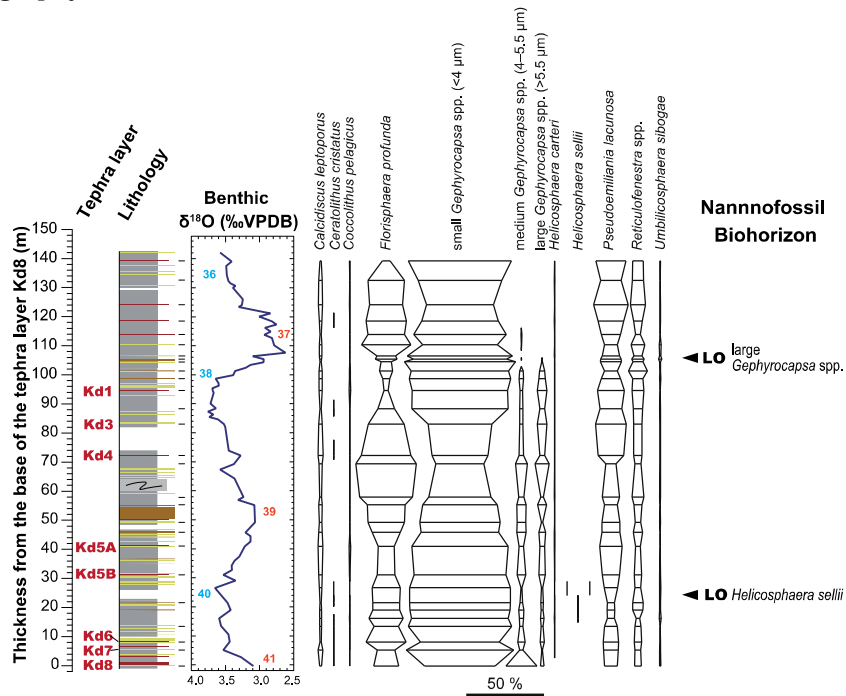 Tephra layer
Lithology
Benthic
δ¹⁸O (‰VPDB)
Calcidiscus leptoporus
Ceratolithus cristatus
Coccolithus pelagicus
Florisphaera profunda
small Gephyrocapsa spp. (<4 μm)
medium Gephyrocapsa spp. (4–5.5 μm)
large Gephyrocapsa spp. (>5.5 μm)
Helicosphaera carteri
Helicosphaera sellii
Pseudoemiliania lacunosa
Reticulofenestra spp.
Umbilicosphaera sibogae
Nannnofossil
Biohorizon
Thickness from the base of the tephra layer Kd8 (m)
150
140
130
120
110
100
90
80
70
60
50
40
30
20
10
0
Kd1
Kd3
Kd4
Kd5A
Kd5B
Kd6
Kd7
Kd8
36
37
38
39
40
41
4.0 3.5 3.0 2.5
50 %
LO large
Gephyrocapsa spp.
LO Helicosphaera sellii